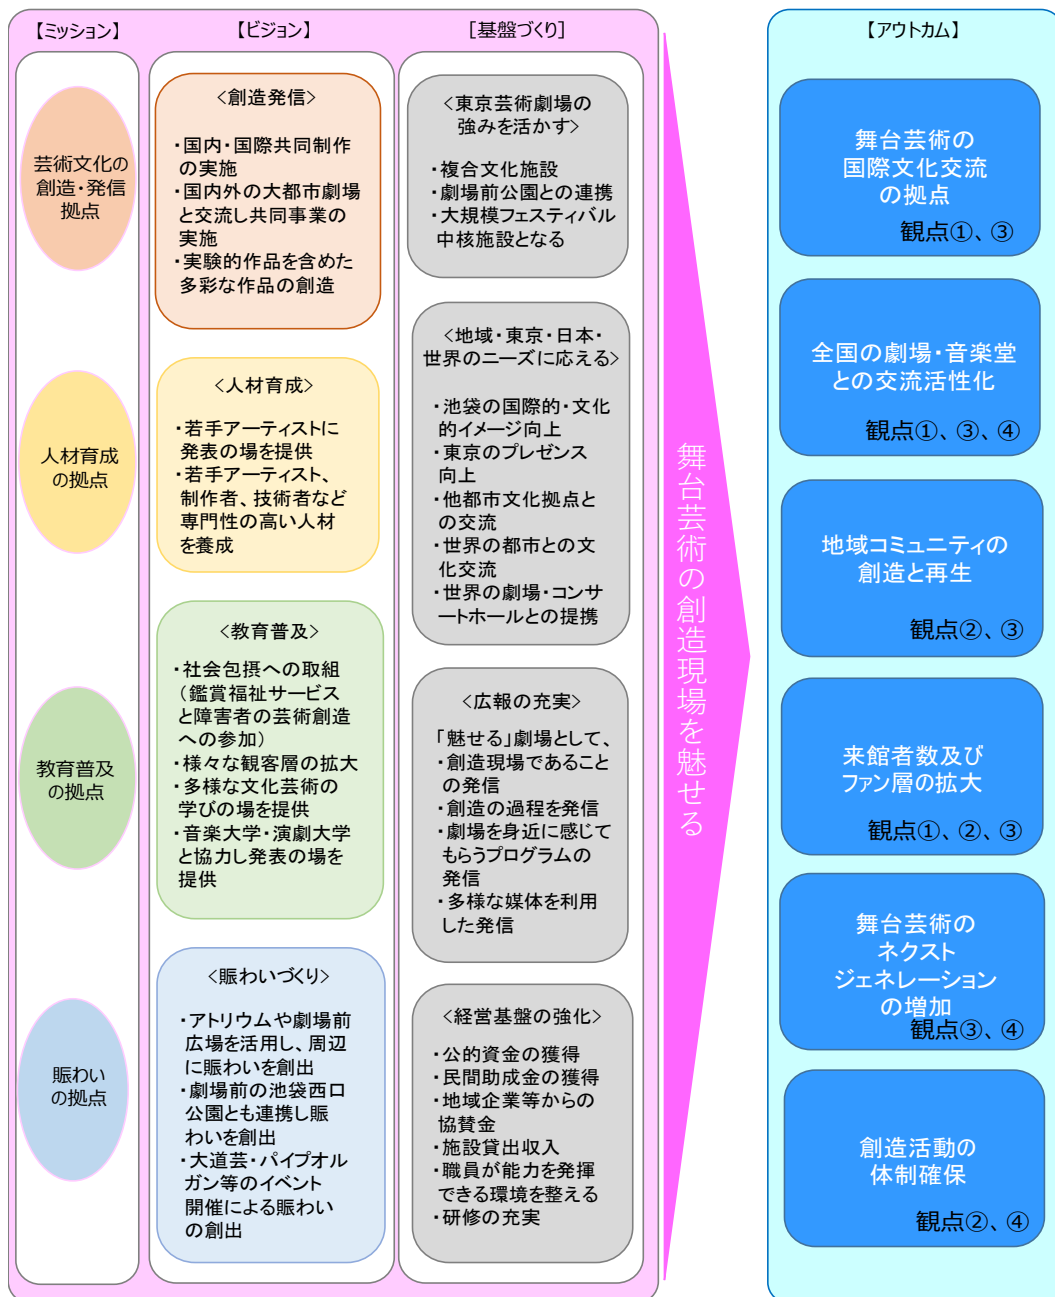 【ミッション】
芸術文化の
創造・発信
拠点
人材育成
の拠点
教育普及
の拠点
賑わい
の拠点
【ビジョン】
<創造発信>
・国内・国際共同制作
の実施
・国内外の大都市劇場
と交流し共同事業の
実施
・実験的作品を含めた
多彩な作品の創造
<人材育成>
・若手アーティストに
発表の場を提供
・若手アーティスト、
制作者、技術者など
専門性の高い人材
を養成
<教育普及>
・社会包摂への取組
（鑑賞福祉サービス
と障害者の芸術創造
への参加）
・様々な観客層の拡大
・多様な文化芸術の
学びの場を提供
・音楽大学・演劇大学
と協力し発表の場を
提供
<賑わいづくり>
・アトリウムや劇場前
広場を活用し、周辺
に賑わいを創出
・劇場前の池袋西口
公園とも連携し賑
わいを創出
・大道芸・パイプオル
ガン等のイベント
開催による賑わい
の創出
［基盤づくり］
<東京芸術劇場の
強みを活かす>
・複合文化施設
・劇場前公園との連携
・大規模フェスティバル
中核施設となる
<地域・東京・日本・
世界のニーズに応える>
・池袋の国際的・文化
的イメージ向上
・東京のプレゼンス
向上
・他都市文化拠点と
の交流
・世界の都市との文
化交流
・世界の劇場・コンサ
ートホールとの提携
<広報の充実>
「魅せる」劇場として、
・創造現場であること
の発信
・創造の過程を発信
・劇場を身近に感じて
もらうプログラムの
発信
・多様な媒体を利用
した発信
<経営基盤の強化>
・公的資金の獲得
・民間助成金の獲得
・地域企業等からの
協賛金
・施設貸出収入
・職員が能力を発揮
できる環境を整える
・研修の充実
舞台芸術の創造現場を魅せる
【アウトカム】
舞台芸術の
国際文化交流
の拠点
観点①、③
全国の劇場・音楽堂
との交流活性化
観点①、③、④
地域コミュニティの
創造と再生
観点②、③
来館者数及び
ファン層の拡大
観点①、②、③
舞台芸術の
ネクスト
ジェネレーション
の増加
観点③、④
創造活動の
体制確保
観点②、④